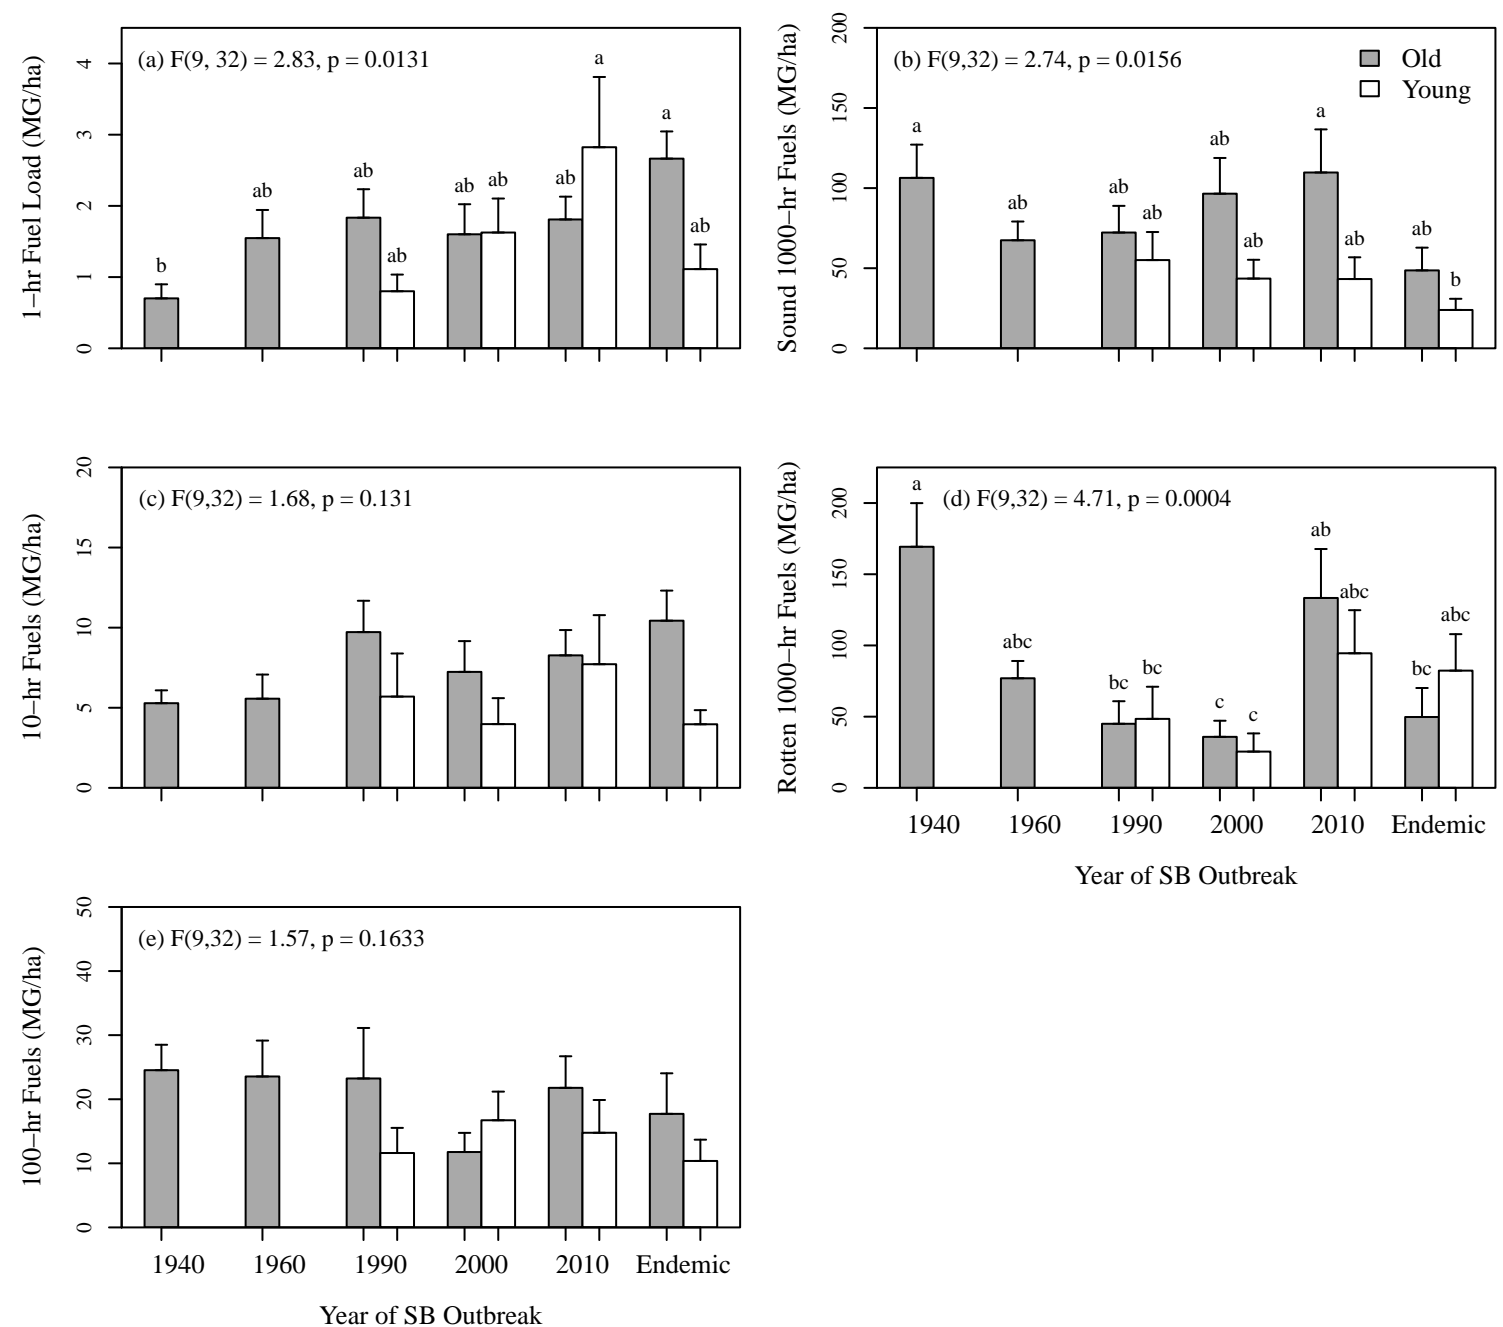 1−hr Fuel Load (MG/ha)
0 1 2 3 4
(a) F(9, 32) = 2.83, p = 0.0131
b ab ab ab ab ab ab a a ab
Sound 1000−hr Fuels (MG/ha)
0 50 100 150 200
(b) F(9,32) = 2.74, p = 0.0156
Old
Young
a ab ab ab ab ab a ab ab b
10−hr Fuels (MG/ha)
0 5 10 15 20
(c) F(9,32) = 1.68, p = 0.131
Rotten 1000−hr Fuels (MG/ha)
0 50 100 150 200
(d) F(9,32) = 4.71, p = 0.0004
a abc bc bc c c ab abc bc abc
1940 1960 1990 2000 2010 Endemic
Year of SB Outbreak
100−hr Fuels (MG/ha)
0 10 20 30 40 50
(e) F(9,32) = 1.57, p = 0.1633
1940 1960 1990 2000 2010 Endemic
Year of SB Outbreak